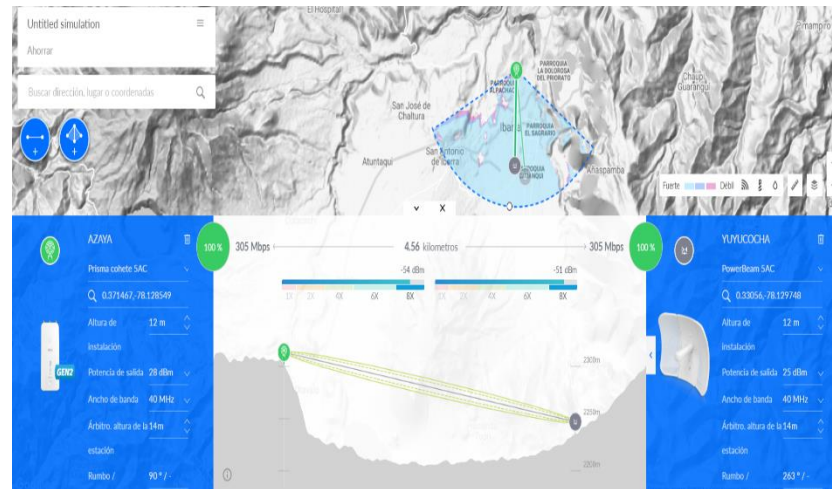 Untitled simulation
Ahorrar
Buscar dirección, lugar o coordenadas
El Hospital
Pimampiro
PARROQUIA
LA DOLOROSA
DEL PRIORATO
Chaup
Guarangui
San José de
Chaltura
Ibarra
PARROQUIA
EL SAGRARIO
San Antonio
de Ibarra
Atuntaqui
Fuerte
Débil
AZAYA
Prisma cohete 5AC
0.371467,-78.128549
Altura de 12 m
instalación
GEN2
Potencia de salida 28 dBm
Ancho de banda 40 MHz
Árbitro. altura de la 14m
estación
Rumbo / 90 ° / -
100 %
305 Mbps
4.56 kilometros
305 Mbps
100 %
-54 dBm
-51 dBm
1X 2X 4X 6X 8X
1X 2X 4X 6X 8X
2300m
2250m
2200m
YUYUCOCHA
PowerBeam 5AC
0.33056,-78.129748
Altura de 12 m
instalación
Potencia de salida 25 dBm
Ancho de banda 40 MHz
Árbitro. altura de la 14m
estación
Rumbo / 263 ° / -